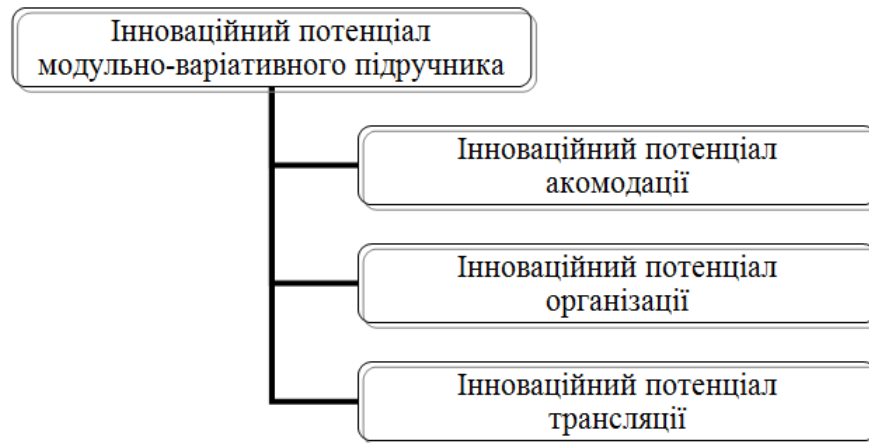 Інноваційний потенціал
модульно-варіативного підручника
Інноваційний потенціал
акомодації
Інноваційний потенціал
організації
Інноваційний потенціал
трансляції